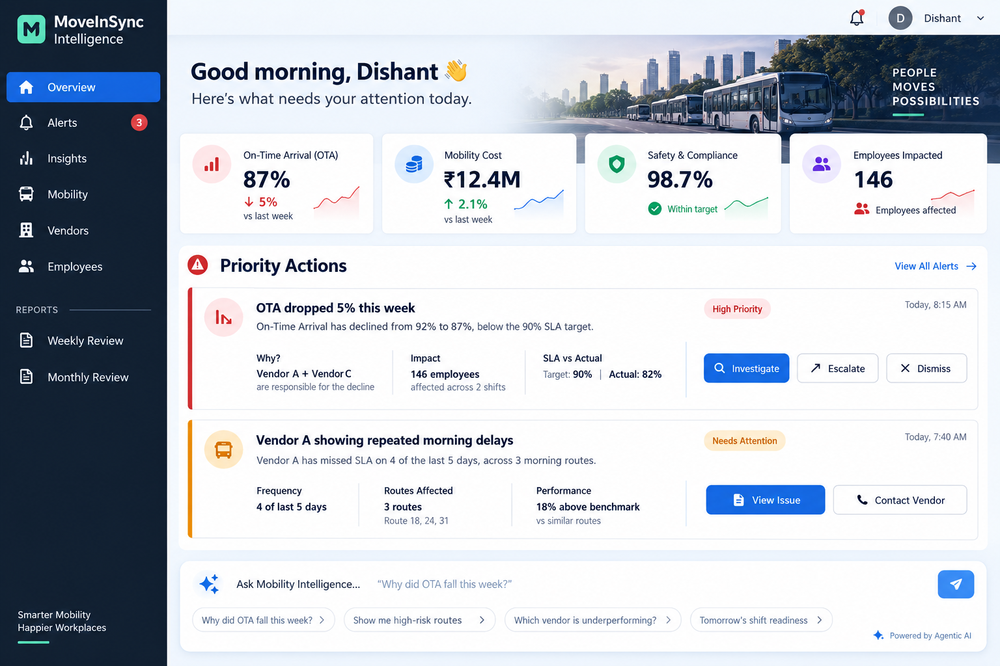 MoveInSync
Intelligence
Overview
Alerts
3
Insights
Mobility
Vendors
Employees
REPORTS
Weekly Review
Monthly Review
Smarter Mobility
Happier Workplaces
D
Dishant
Good morning, Dishant 👋
Here's what needs your attention today.
PEOPLE
MOVES
POSSIBILITIES
On-Time Arrival (OTA)
87%
↓ 5%
vs last week
Mobility Cost
₹12.4M
↑ 2.1%
vs last week
Safety & Compliance
98.7%
Within target
Employees Impacted
146
Employees affected
Priority Actions
View All Alerts →
OTA dropped 5% this week
High Priority
Today, 8:15 AM
On-Time Arrival has declined from 92% to 87%, below the 90% SLA target.
Why?
Vendor A + Vendor C
are responsible for the decline
Impact
146 employees
affected across 2 shifts
SLA vs Actual
Target: 90% | Actual: 82%
Investigate
Escalate
Dismiss
Vendor A showing repeated morning delays
Needs Attention
Today, 7:40 AM
Vendor A has missed SLA on 4 of the last 5 days, across 3 morning routes.
Frequency
4 of last 5 days
Routes Affected
3 routes
Route 18, 24, 31
Performance
18% above benchmark
vs similar routes
View Issue
Contact Vendor
Ask Mobility Intelligence... “Why did OTA fall this week?”
Why did OTA fall this week?
Show me high-risk routes
Which vendor is underperforming?
Tomorrow's shift readiness
Powered by Agentic AI